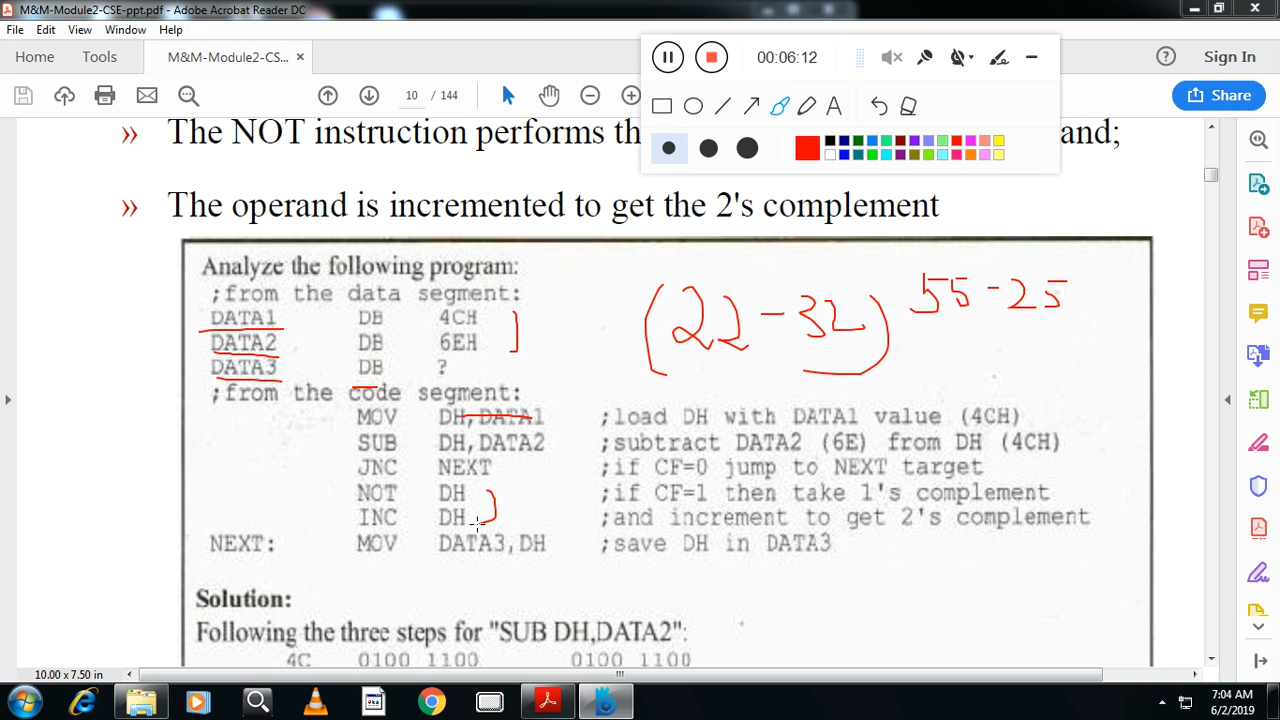 M&M-Module2-CSE-ppt.pdf - Adobe Acrobat Reader DC
File Edit View Window Help
Home Tools M&M-Module2-CS... × 00:06:12 Sign In
10 / 144 A Share
» The NOT instruction performs th and;
» The operand is incremented to get the 2's complement
Analyze the following program:
;from the data segment:
DATA1 DB 4CH
DATA2 DB 6EH
DATA3 DB ?
(22-32) 55-25
;from the code segment:
MOV DH,DATA1 ;load DH with DATA1 value (4CH)
SUB DH,DATA2 ;subtract DATA2 (6E) from DH (4CH)
JNC NEXT ;if CF=0 jump to NEXT target
NOT DH ;if CF=1 then take 1's complement
INC DH ;and increment to get 2's complement
NEXT: MOV DATA3,DH ;save DH in DATA3
Solution:
Following the three steps for "SUB DH,DATA2":
4C 0100 1100 0100 1100
10.00 x 7.50 in
7:04 AM
6/2/2019